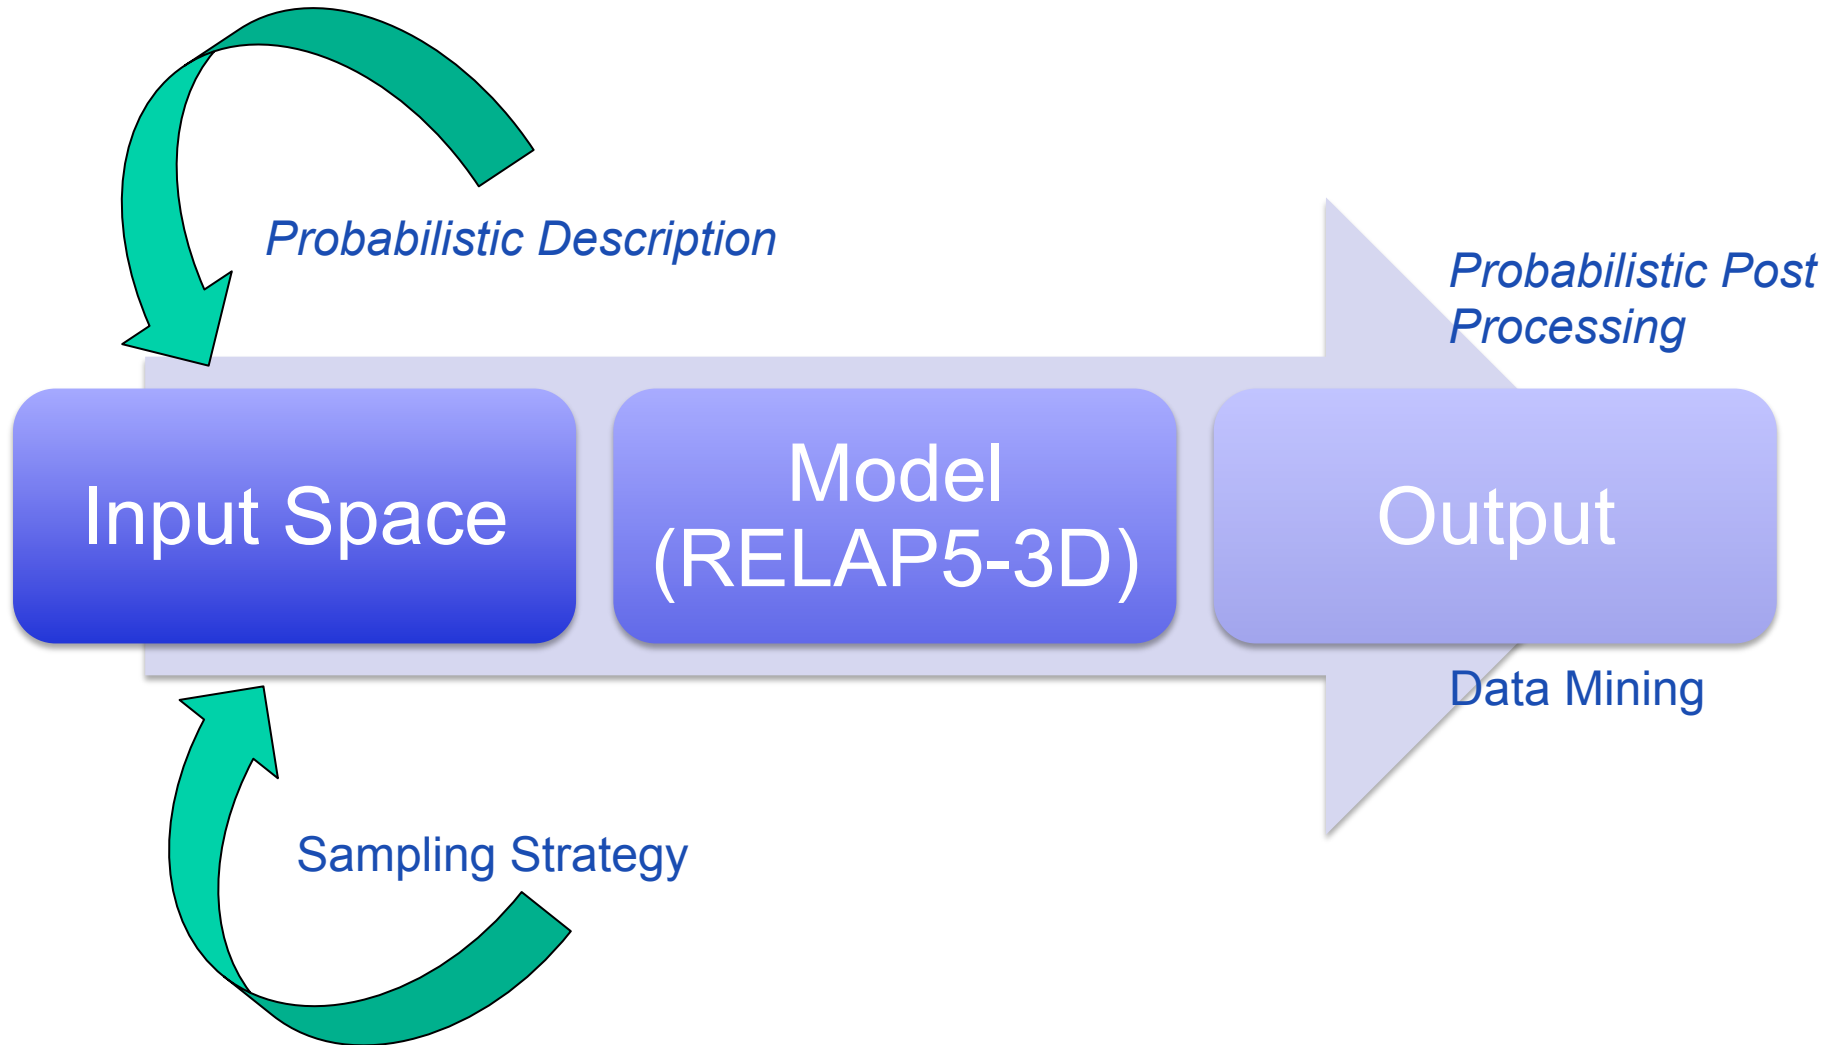 Probabilistic Description
Probabilistic Post
Processing
Input Space
Model
(RELAP5-3D)
Output
Data Mining
Sampling Strategy